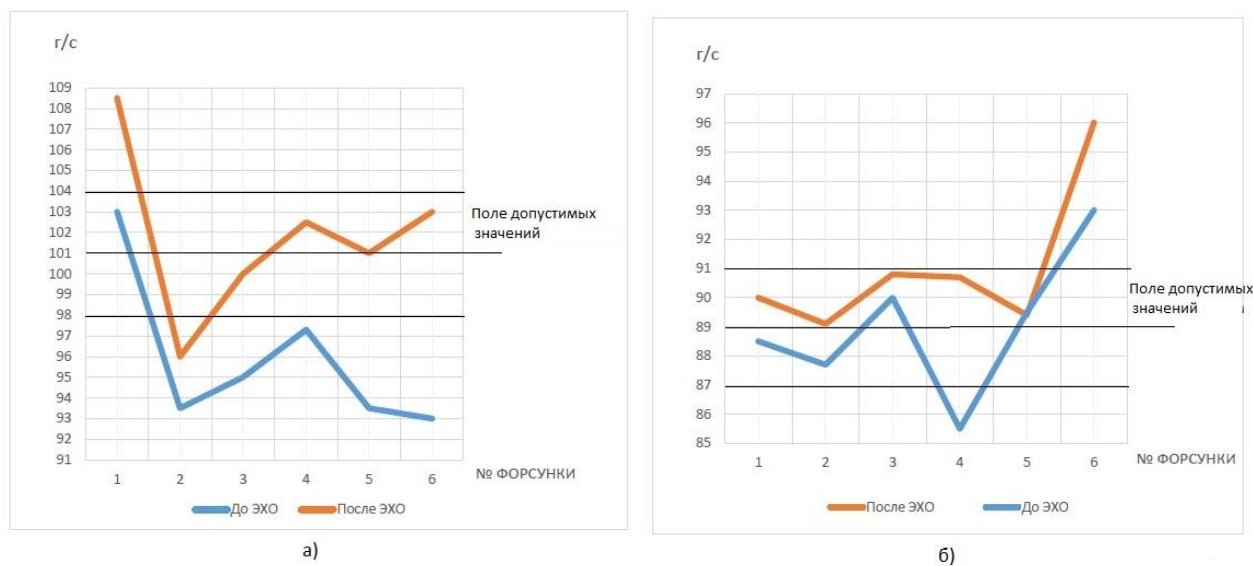 г/с
109
108
107
106
105
104
103
102
101
100
99
98
97
96
95
94
93
92
91
1 2 3 4 5 6
Поле допустимых
значений
№ ФОРСУНКИ
До ЭХО После ЭХО
а)
г/с
97
96
95
94
93
92
91
90
89
88
87
86
85
1 2 3 4 5 6
Поле допустимых
значений
№ ФОРСУНКИ
После ЭХО До ЭХО
б)